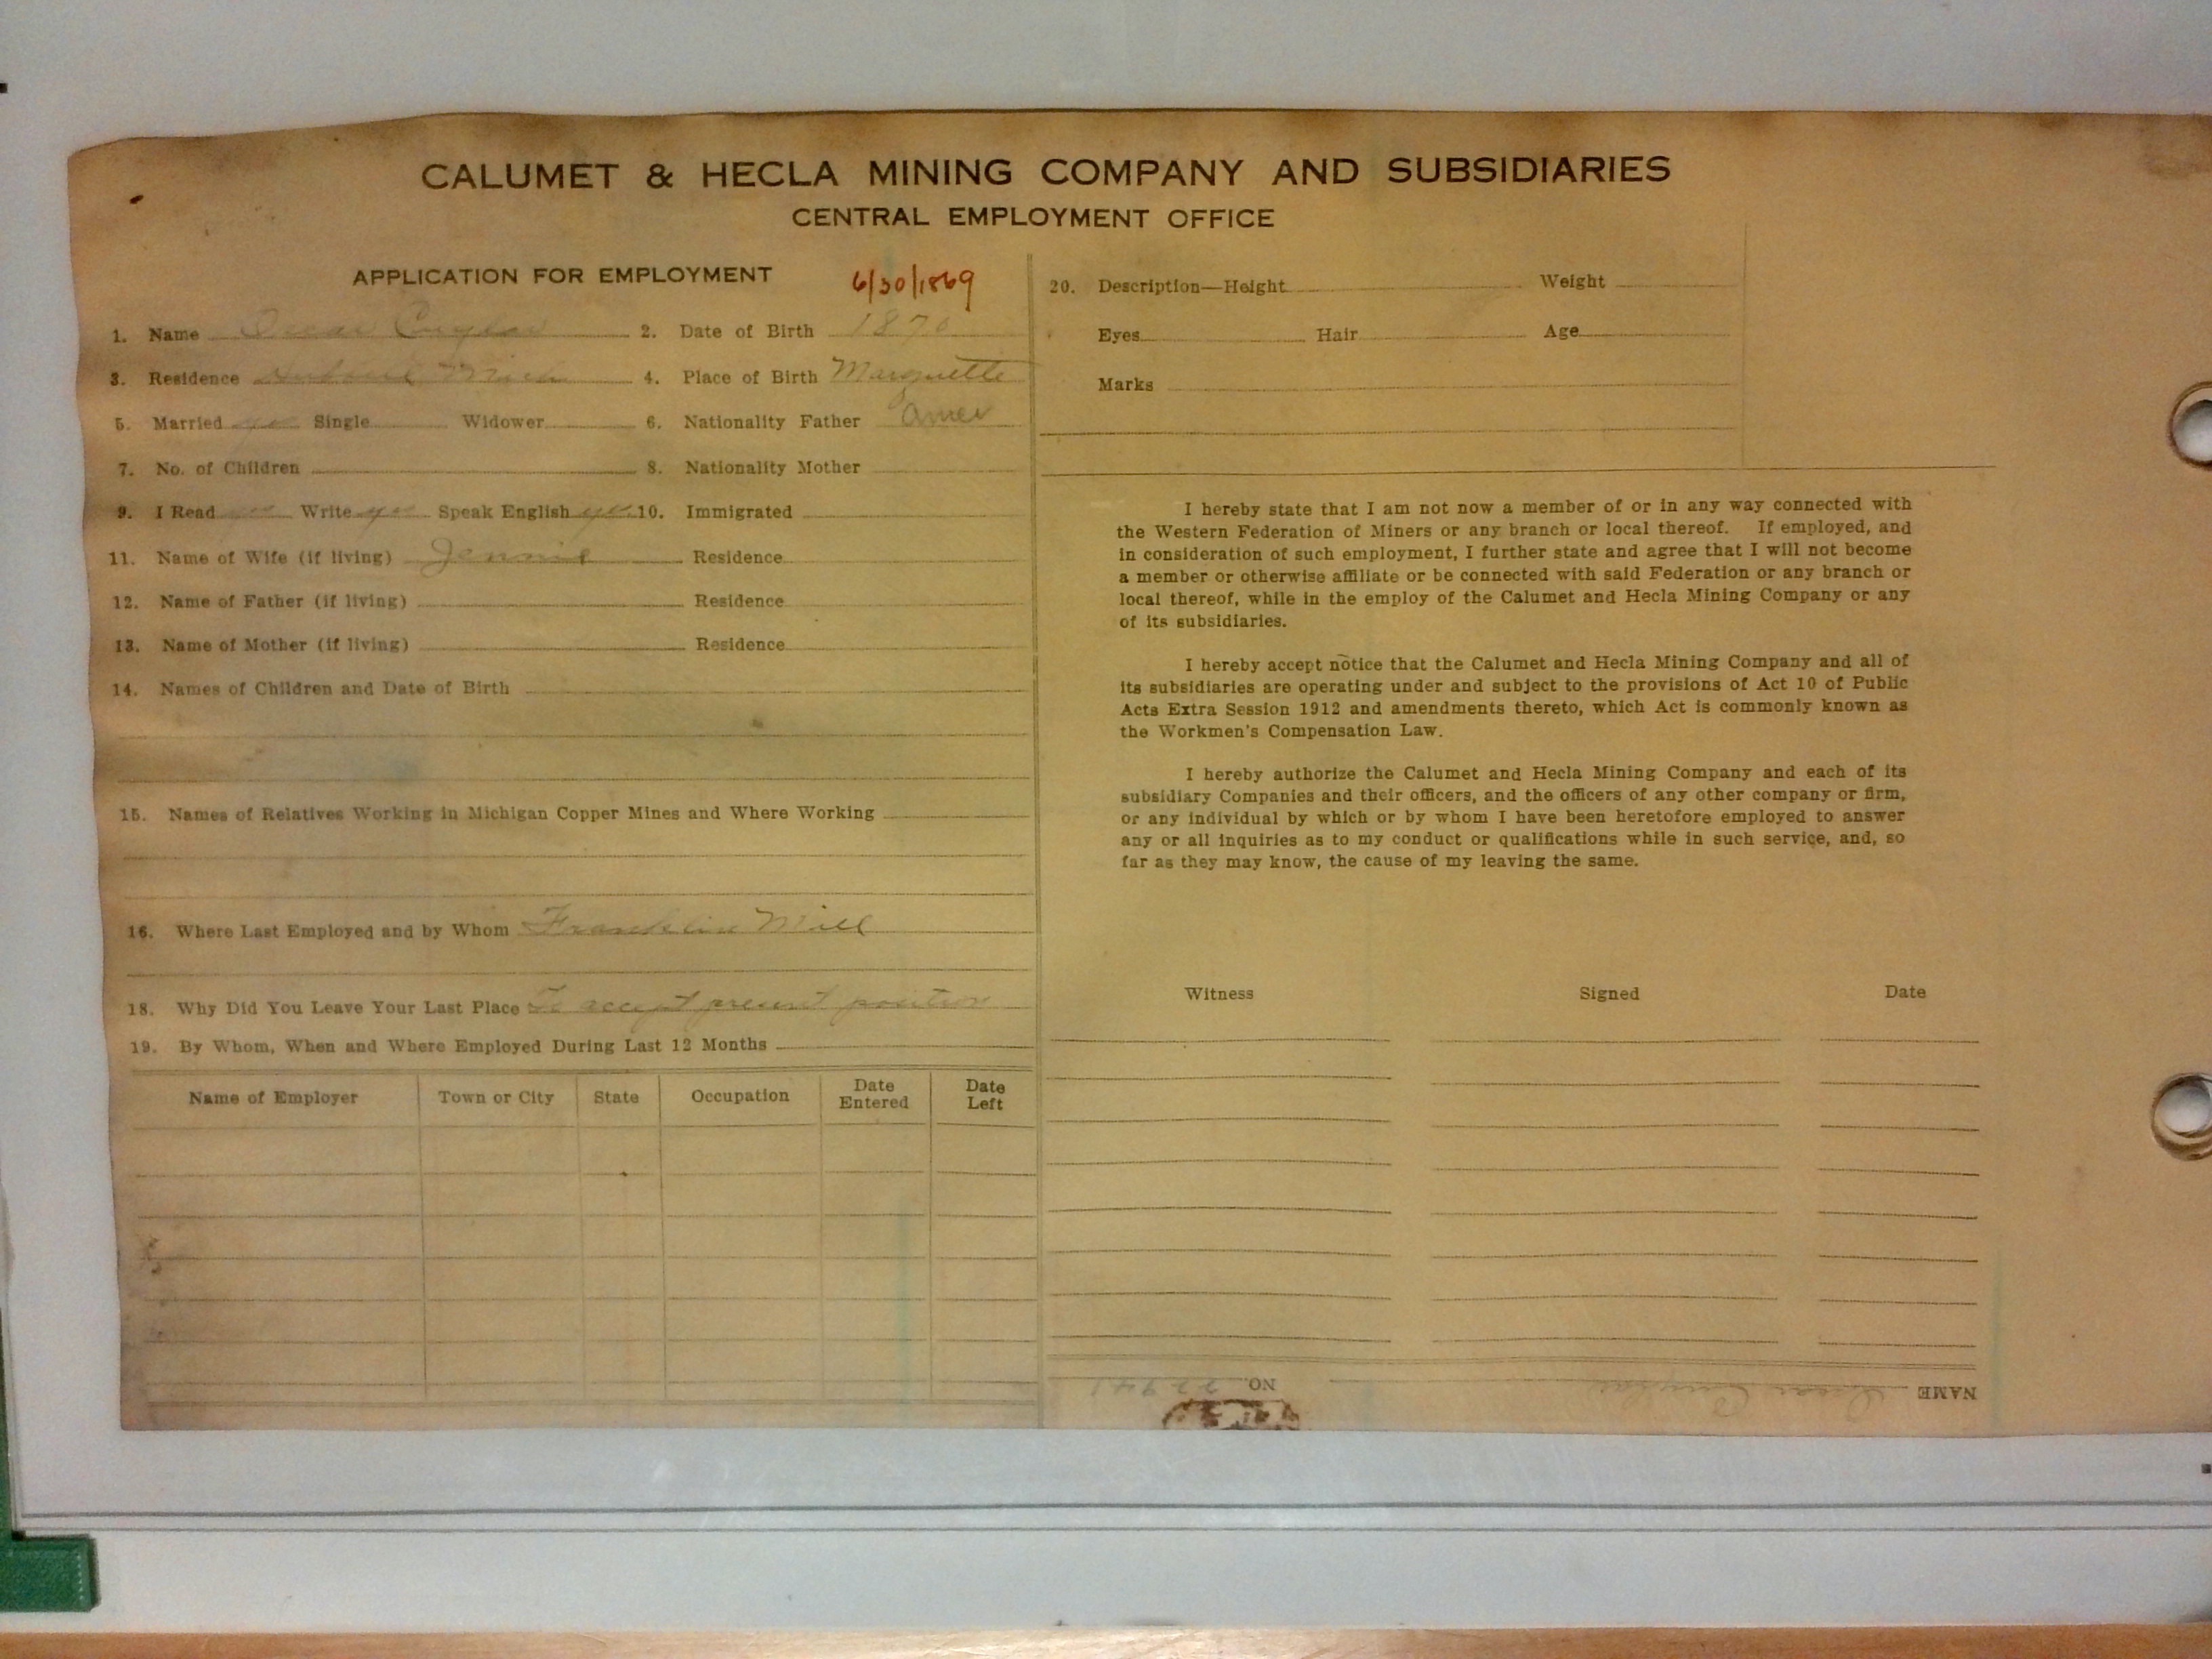 CALUMET & HECLA MINING COMPANY AND SUBSIDIARIES
CENTRAL EMPLOYMENT OFFICE
APPLICATION FOR EMPLOYMENT 6/30/1869
1. Name Oscar 2. Date of Birth 1870
3. Residence Mich 4. Place of Birth Marquette
5. Married yes Single Widower 6. Nationality Father Amer
7. No. of Children 8. Nationality Mother
9. I Read yes Write yes Speak English yes 10. Immigrated
11. Name of Wife (if living) Jennie Residence
12. Name of Father (if living) Residence
13. Name of Mother (if living) Residence
14. Names of Children and Date of Birth
15. Names of Relatives Working in Michigan Copper Mines and Where Working
16. Where Last Employed and by Whom Franklin Mill
18. Why Did You Leave Your Last Place To accept present position
19. By Whom, When and Where Employed During Last 12 Months
Name of Employer Town or City State Occupation Date Entered Date Left
20. Description—Height Weight
Eyes Hair Age
Marks
I hereby state that I am not now a member of or in any way connected with
the Western Federation of Miners or any branch or local thereof. If employed, and
in consideration of such employment, I further state and agree that I will not become
a member or otherwise affiliate or be connected with said Federation or any branch or
local thereof, while in the employ of the Calumet and Hecla Mining Company or any
of its subsidiaries.
I hereby accept notice that the Calumet and Hecla Mining Company and all of
its subsidiaries are operating under and subject to the provisions of Act 10 of Public
Acts Extra Session 1912 and amendments thereto, which Act is commonly known as
the Workmen's Compensation Law.
I hereby authorize the Calumet and Hecla Mining Company and each of its
subsidiary Companies and their officers, and the officers of any other company or firm,
or any individual by which or by whom I have been heretofore employed to answer
any or all inquiries as to my conduct or qualifications while in such service, and, so
far as they may know, the cause of my leaving the same.
Witness Signed Date
NAME Oscar NO.